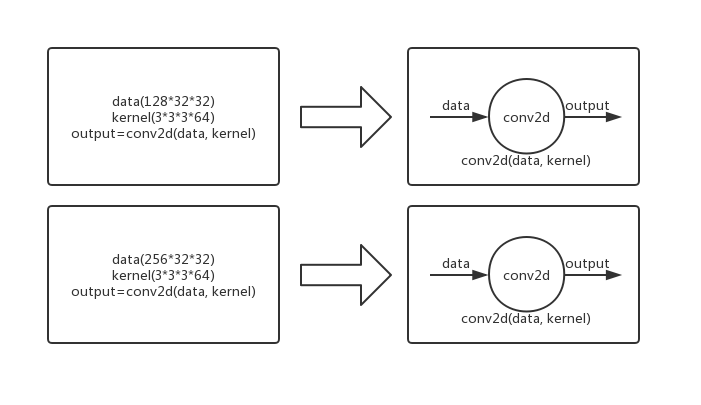 data(128*32*32)
kernel(3*3*3*64)
output=conv2d(data, kernel)
data
conv2d
output
conv2d(data, kernel)
data(256*32*32)
kernel(3*3*3*64)
output=conv2d(data, kernel)
data
conv2d
output
conv2d(data, kernel)